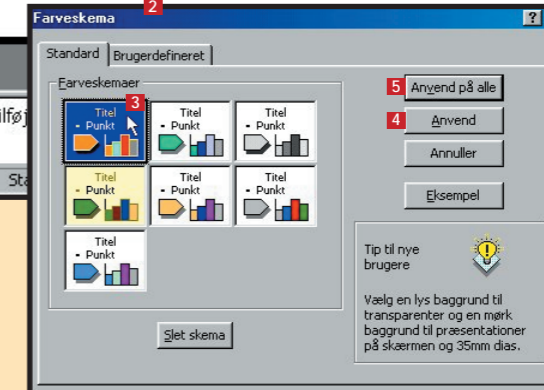 2
Farveskema
?
Standard
Brugerdefineret
Farveskemaer
Titel
- Punkt
3
Titel
- Punkt
Titel
- Punkt
Titel
- Punkt
Titel
- Punkt
Titel
- Punkt
Titel
- Punkt
Slet skema
5
Anvend på alle
4
Anvend
Annuller
Eksempel
Tip til nye
brugere
Vælg en lys baggrund til
transparenter og en mørk
baggrund til præsentationer
på skærmen og 35mm dias.